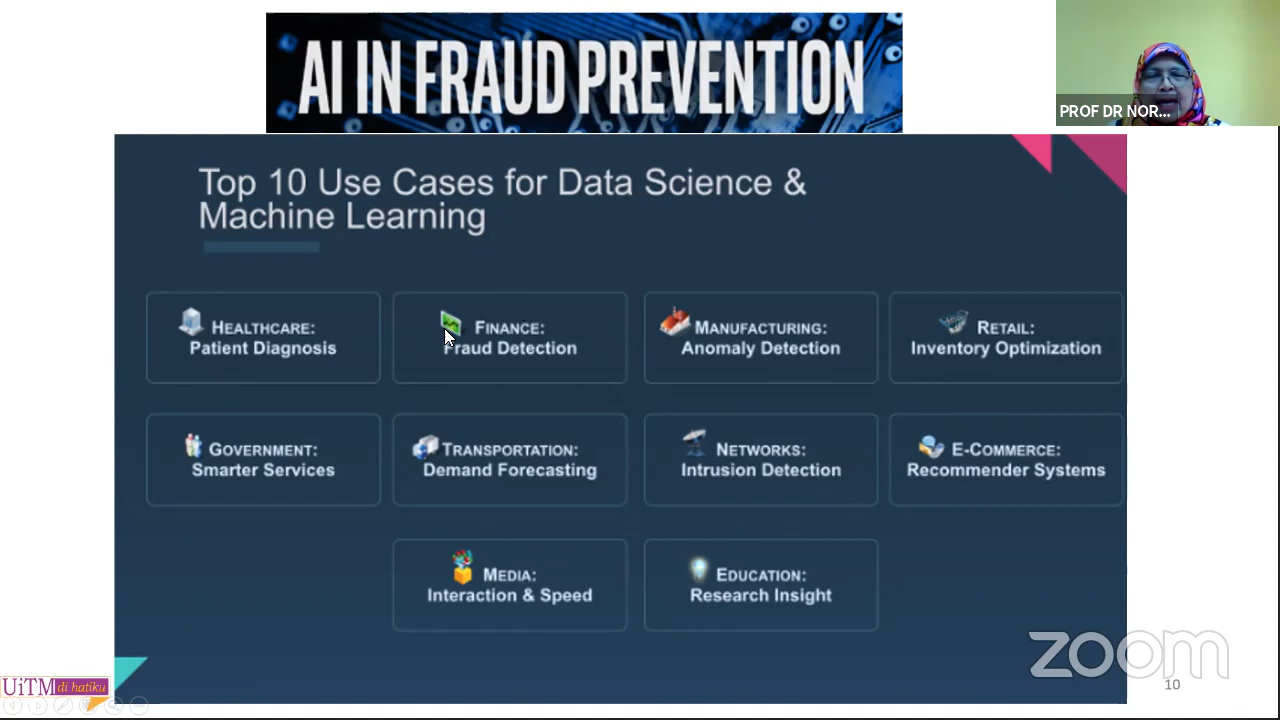 AI IN FRAUD PREVENTION
PROF DR NOR...
Top 10 Use Cases for Data Science &
Machine Learning
HEALTHCARE:
Patient Diagnosis
FINANCE:
Fraud Detection
MANUFACTURING:
Anomaly Detection
RETAIL:
Inventory Optimization
GOVERNMENT:
Smarter Services
TRANSPORTATION:
Demand Forecasting
NETWORKS:
Intrusion Detection
E-COMMERCE:
Recommender Systems
MEDIA:
Interaction & Speed
EDUCATION:
Research Insight
zoom
UiTM di hatiku
10